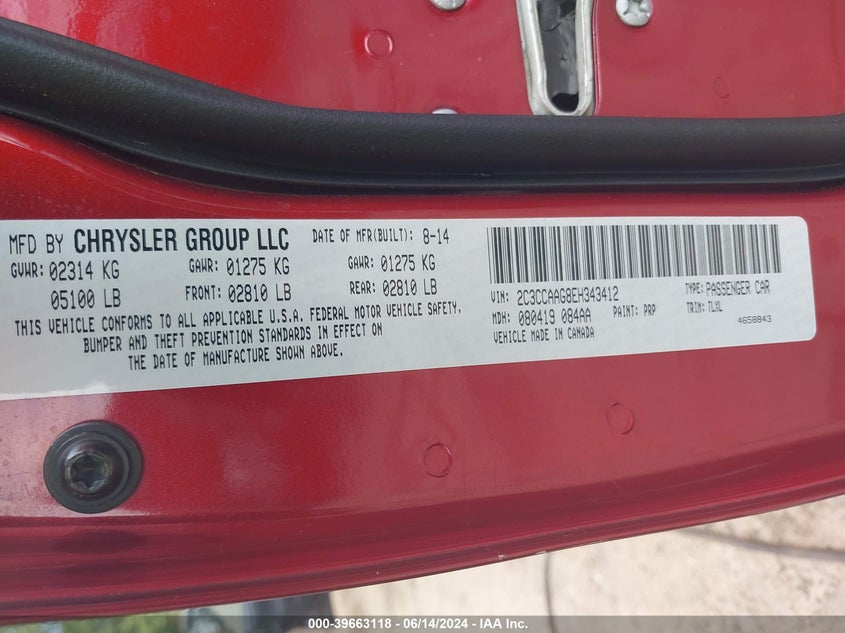 MFD BY CHRYSLER GROUP LLC DATE OF MFR(BUILT): 8-14
GVWR: 02314 KG GAWR: 01275 KG GAWR: 01275 KG
05100 LB FRONT: 02810 LB REAR: 02810 LB
THIS VEHICLE CONFORMS TO ALL APPLICABLE U.S.A. FEDERAL MOTOR VEHICLE SAFETY,
BUMPER AND THEFT PREVENTION STANDARDS IN EFFECT ON
THE DATE OF MANUFACTURE SHOWN ABOVE.
VIN: 2C3CCAAG8EH343412 TYPE: PASSENGER CAR
MDH: 080419 084AA PAINT: PRP TRIM: TLXL
VEHICLE MADE IN CANADA 4658843
000-39663118 - 06/14/2024 - IAA Inc.